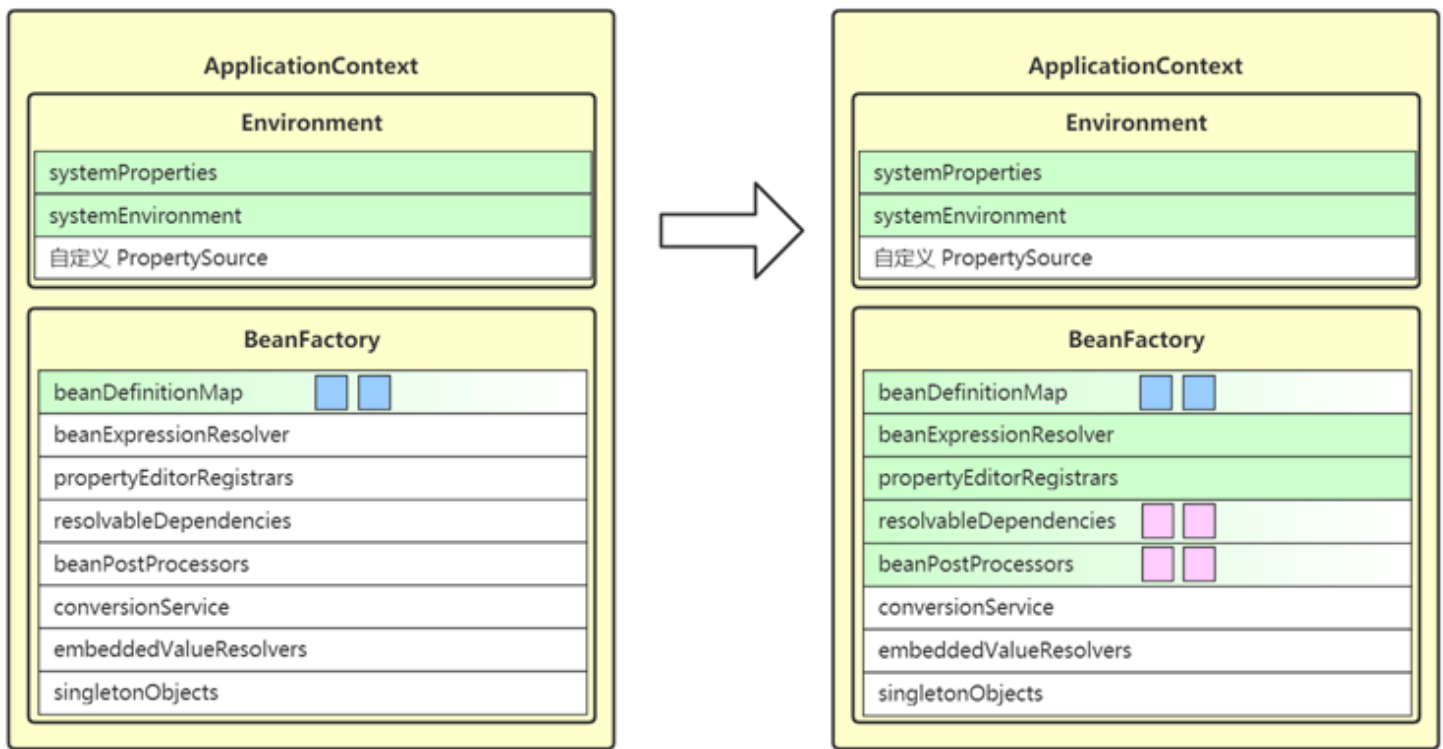 ApplicationContext
Environment
systemProperties
systemEnvironment
自定义 PropertySource
BeanFactory
beanDefinitionMap
beanExpressionResolver
propertyEditorRegistrars
resolvableDependencies
beanPostProcessors
conversionService
embeddedValueResolvers
singletonObjects
ApplicationContext
Environment
systemProperties
systemEnvironment
自定义 PropertySource
BeanFactory
beanDefinitionMap
beanExpressionResolver
propertyEditorRegistrars
resolvableDependencies
beanPostProcessors
conversionService
embeddedValueResolvers
singletonObjects